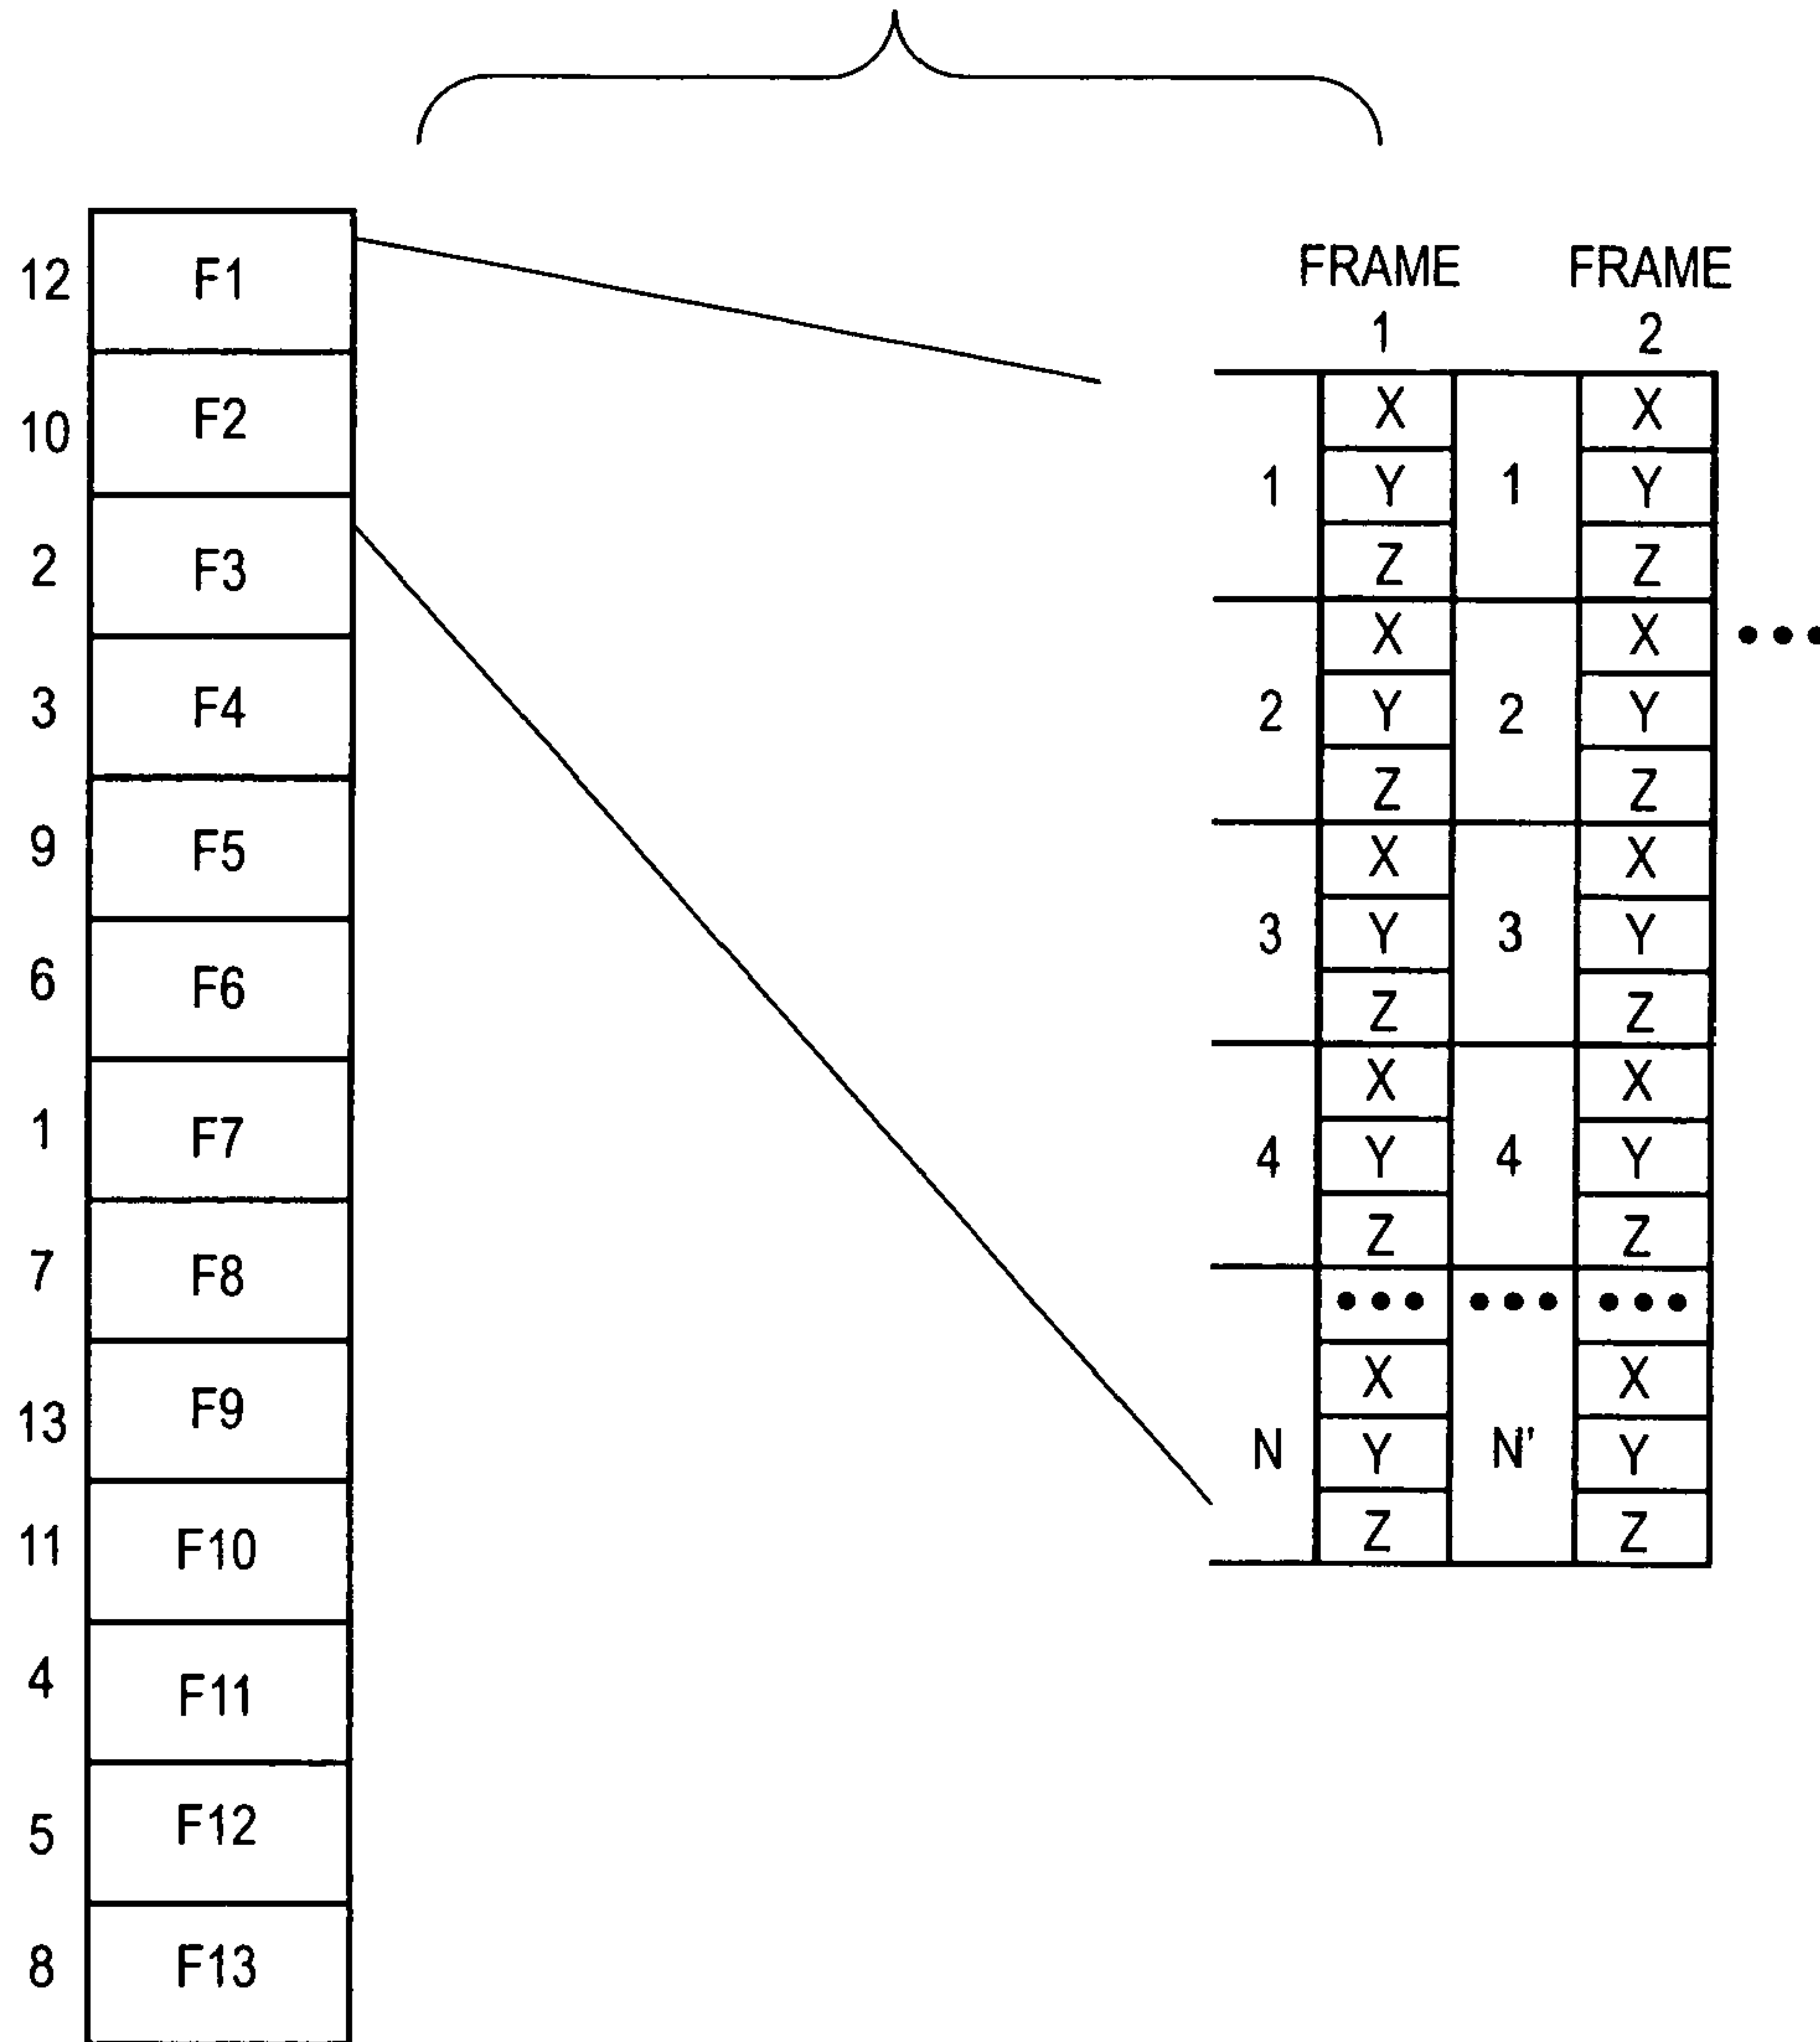 12 F1
10 F2
2 F3
3 F4
9 F5
6 F6
1 F7
7 F8
13 F9
11 F10
4 F11
5 F12
8 F13
FRAME FRAME
1 2
X X
1 Y 1 Y
Z Z
X X •••
2 Y 2 Y
Z Z
X X
3 Y 3 Y
Z Z
X X
4 Y 4 Y
Z Z
••• ••• •••
X X
N Y N' Y
Z Z